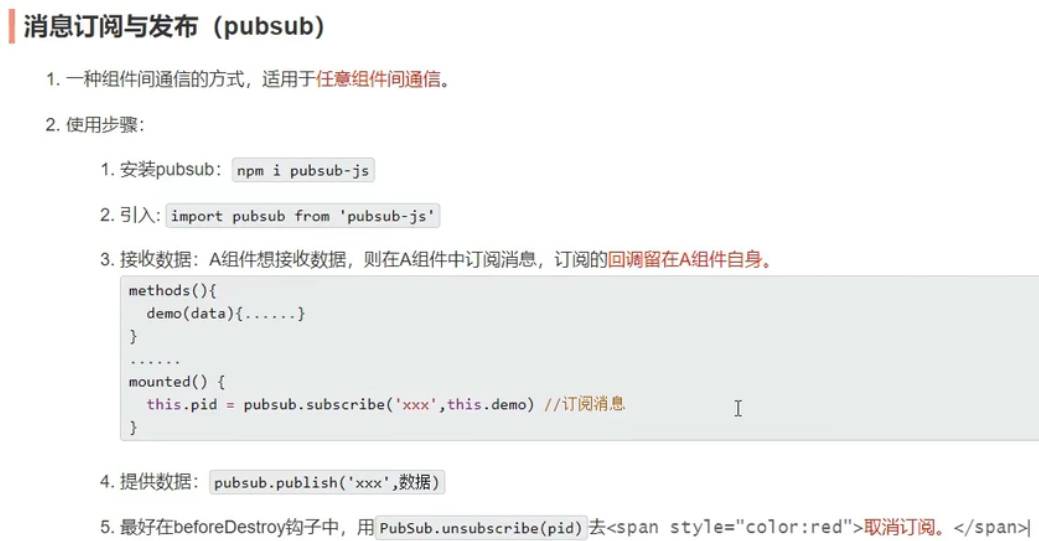 消息订阅与发布（pubsub）
1. 一种组件间通信的方式，适用于任意组件间通信。
2. 使用步骤：
1. 安装pubsub：npm i pubsub-js
2. 引入: import pubsub from 'pubsub-js'
3. 接收数据：A组件想接收数据，则在A组件中订阅消息，订阅的回调留在A组件自身。
methods(){
demo(data){......}
}
......
mounted() {
this.pid = pubsub.subscribe('xxx',this.demo) //订阅消息
}
4. 提供数据：pubsub.publish('xxx',数据)
5. 最好在beforeDestroy钩子中，用PubSub.unsubscribe(pid)去<span style="color:red">取消订阅。</span>